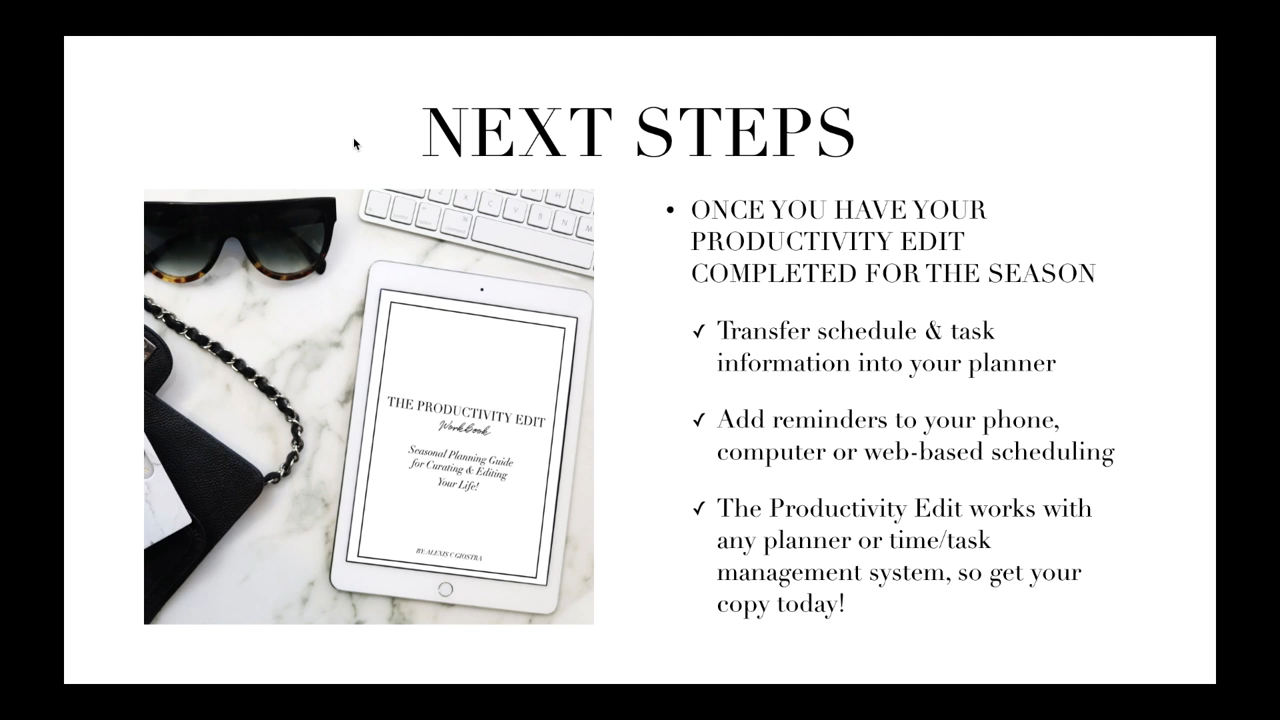 NEXT STEPS
• ONCE YOU HAVE YOUR
PRODUCTIVITY EDIT
COMPLETED FOR THE SEASON
✓ Transfer schedule & task
information into your planner
✓ Add reminders to your phone,
computer or web-based scheduling
✓ The Productivity Edit works with
any planner or time/task
management system, so get your
copy today!
THE PRODUCTIVITY EDIT
Workbook
Seasonal Planning Guide
for Curating & Editing
Your Life!
BY: ALEXIS C GIOSTRA